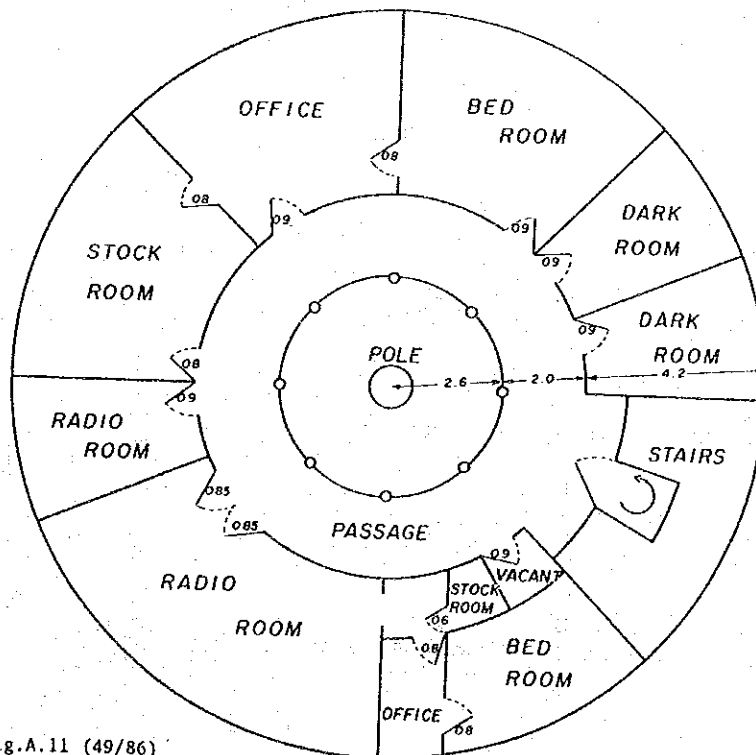 OFFICE
BED
ROOM
08
08
09
09
DARK
ROOM
09
STOCK
ROOM
DARK
ROOM
09
08
POLE
2.6
2.0
4.2
09
RADIO
ROOM
STAIRS
085
085
PASSAGE
09
VACANT
RADIO
ROOM
STOCK
ROOM
06
08
BED
ROOM
OFFICE
08
g.A.11 (49/86)